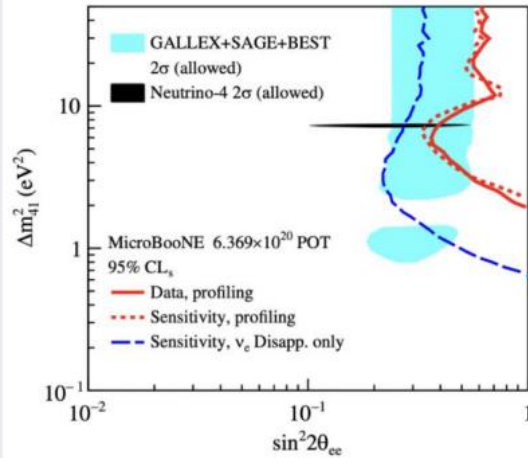 GALLEX+SAGE+BEST
2σ (allowed)
Neutrino-4 2σ (allowed)
10
1
10⁻¹
Δm²₄₁ (eV²)
MicroBooNE 6.369×10²⁰ POT
95% CLₛ
Data, profiling
Sensitivity, profiling
Sensitivity, νₑ Disapp. only
10⁻² 10⁻¹ 1
sin²2θₑₑ